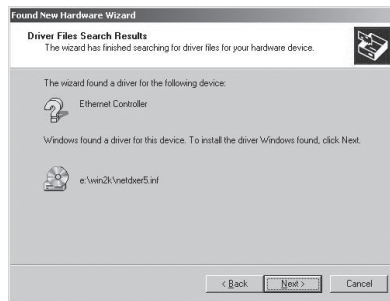 Found New Hardware Wizard
Driver Files Search Results
The wizard has finished searching for driver files for your hardware device.
The wizard found a driver for the following device:
Ethernet Controller
Windows found a driver for this device. To install the driver Windows found, click Next.
e:\win2k\netdxer5.inf
< Back
Next >
Cancel